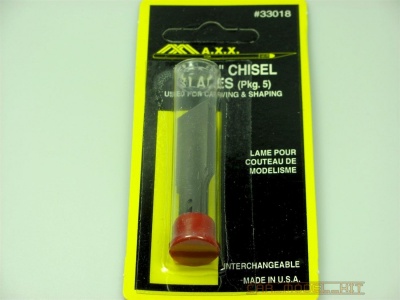 #33018
A.X.X.
" CHISEL
BLADES (Pkg. 5)
USED FOR CARVING & SHAPING
LAME POUR
COUTEAU DE
MODELISME
INTERCHANGEABLE
MADE IN U.S.A.